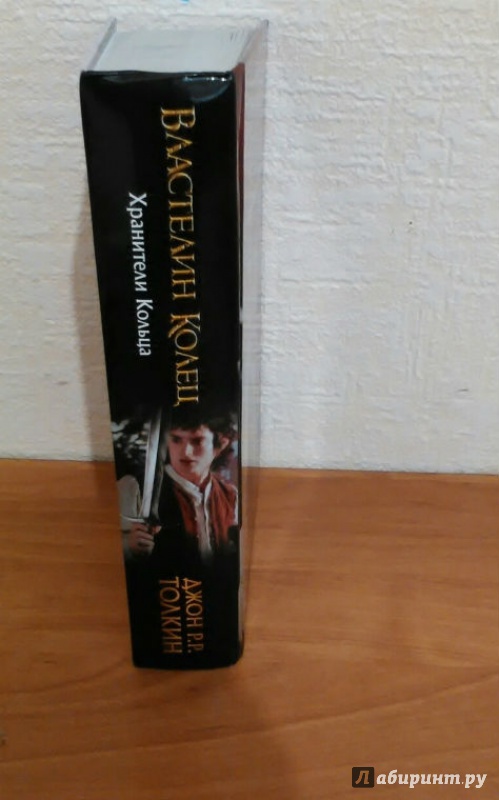 Властелин Колец
Хранители Кольца
Джон Р.Р.
Толкин
Лабиринт.ру